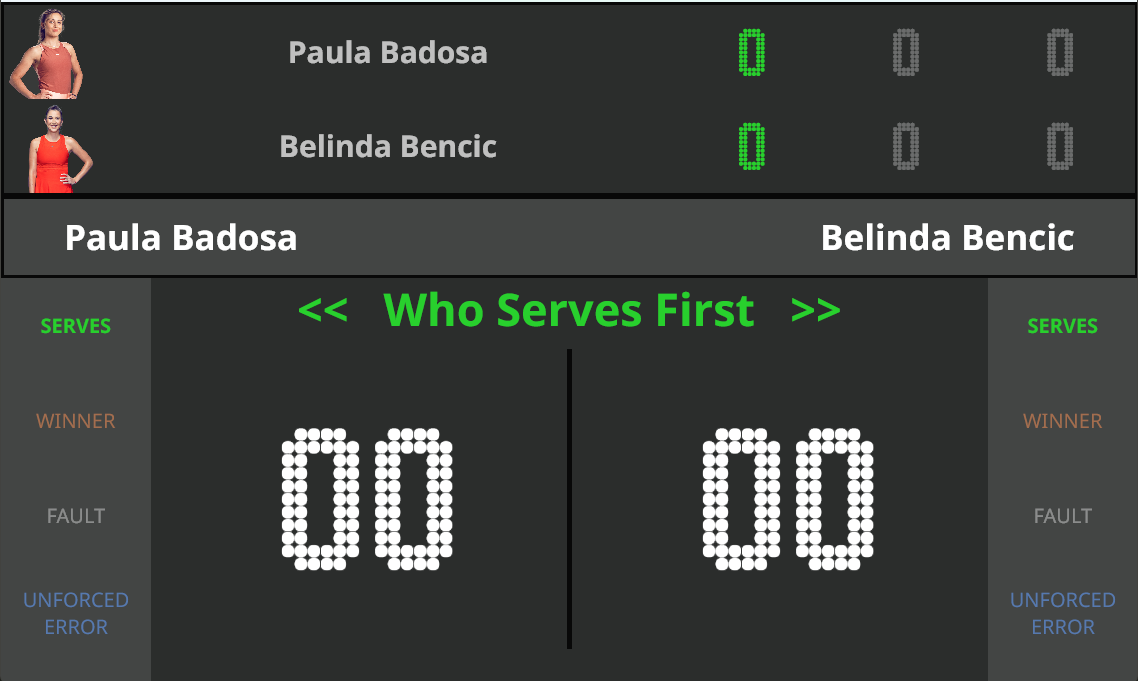 Paula Badosa 0 0 0
Belinda Bencic 0 0 0
Paula Badosa Belinda Bencic
<< Who Serves First >>
SERVES SERVES
WINNER WINNER
00 00
FAULT FAULT
UNFORCED ERROR UNFORCED ERROR